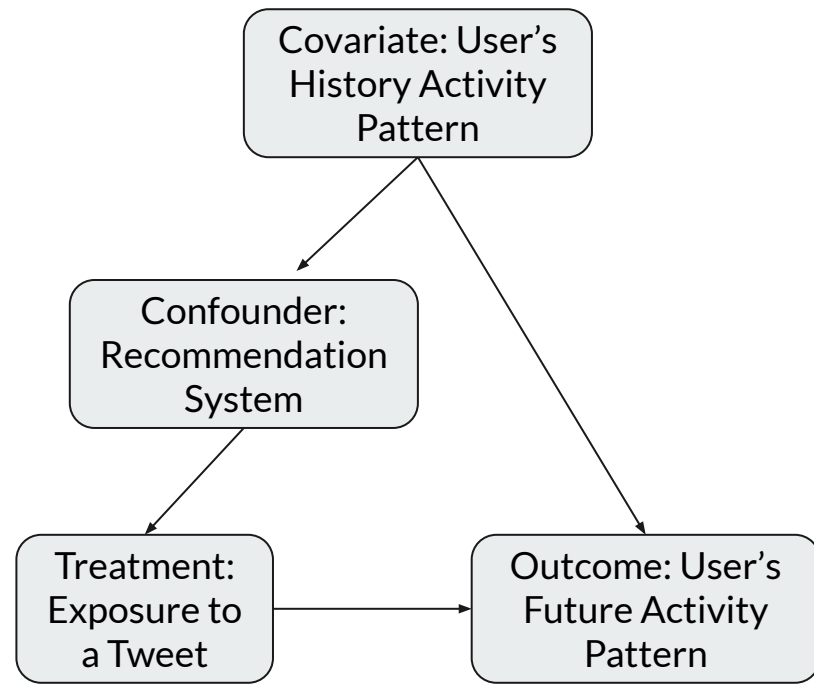 Covariate: User's
History Activity
Pattern
Confounder:
Recommendation
System
Treatment:
Exposure to
a Tweet
Outcome: User's
Future Activity
Pattern